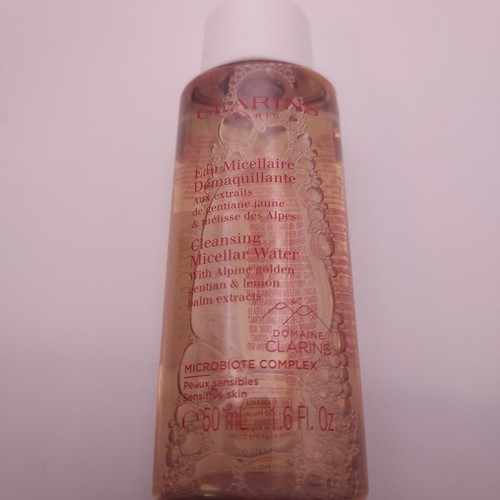 CLARINS
PARIS
Eau Micellaire
Démaquillante
Aux extraits
de gentiane jaune
& mélisse des Alpes
Cleansing
Micellar Water
With Alpine golden
gentian & lemon
balm extracts
DOMAINE
CLARINS
MICROBIOTE COMPLEX
Peaux sensibles
Sensitive skin
℮ 50 mL 1.6 Fl. Oz.